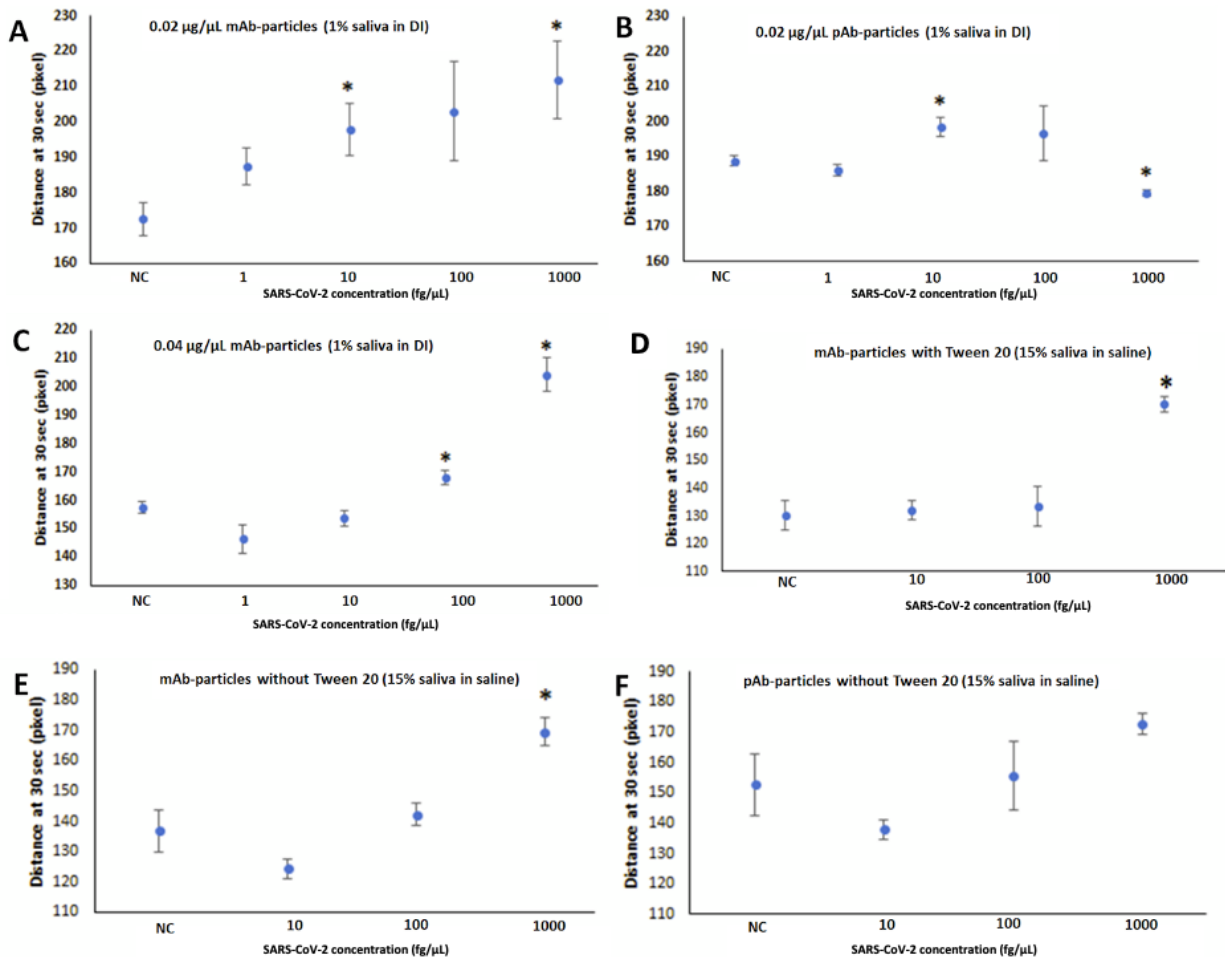 A
0.02 µg/µL mAb-particles (1% saliva in DI)
Distance at 30 sec (pixel)
230
220
210
200
190
180
170
160
*
*
NC 1 10 100 1000
SARS-CoV-2 concentration (fg/µL)
B
0.02 µg/µL pAb-particles (1% saliva in DI)
Distance at 30 sec (pixel)
230
220
210
200
190
180
170
160
*
*
NC 1 10 100 1000
SARS-CoV-2 concentration (fg/µL)
C
0.04 µg/µL mAb-particles (1% saliva in DI)
Distance at 30 sec (pixel)
220
210
200
190
180
170
160
150
140
130
*
*
NC 1 10 100 1000
SARS-CoV-2 concentration (fg/µL)
D
mAb-particles with Tween 20 (15% saliva in saline)
Distance at 30 sec (pixel)
190
180
170
160
150
140
130
120
110
*
NC 10 100 1000
SARS-CoV-2 concentration (fg/µL)
E
mAb-particles without Tween 20 (15% saliva in saline)
Distance at 30 sec (pixel)
190
180
170
160
150
140
130
120
110
*
NC 10 100 1000
SARS-CoV-2 concentration (fg/µL)
F
pAb-particles without Tween 20 (15% saliva in saline)
Distance at 30 sec (pixel)
190
180
170
160
150
140
130
120
110
NC 10 100 1000
SARS-CoV-2 concentration (fg/µL)